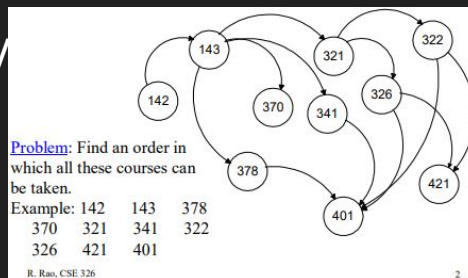 143
321
322
142
370
341
326
378
421
401
Problem: Find an order in
which all these courses can
be taken.
Example: 142 143 378
370 321 341 322
326 421 401
R. Rao, CSE 326
2